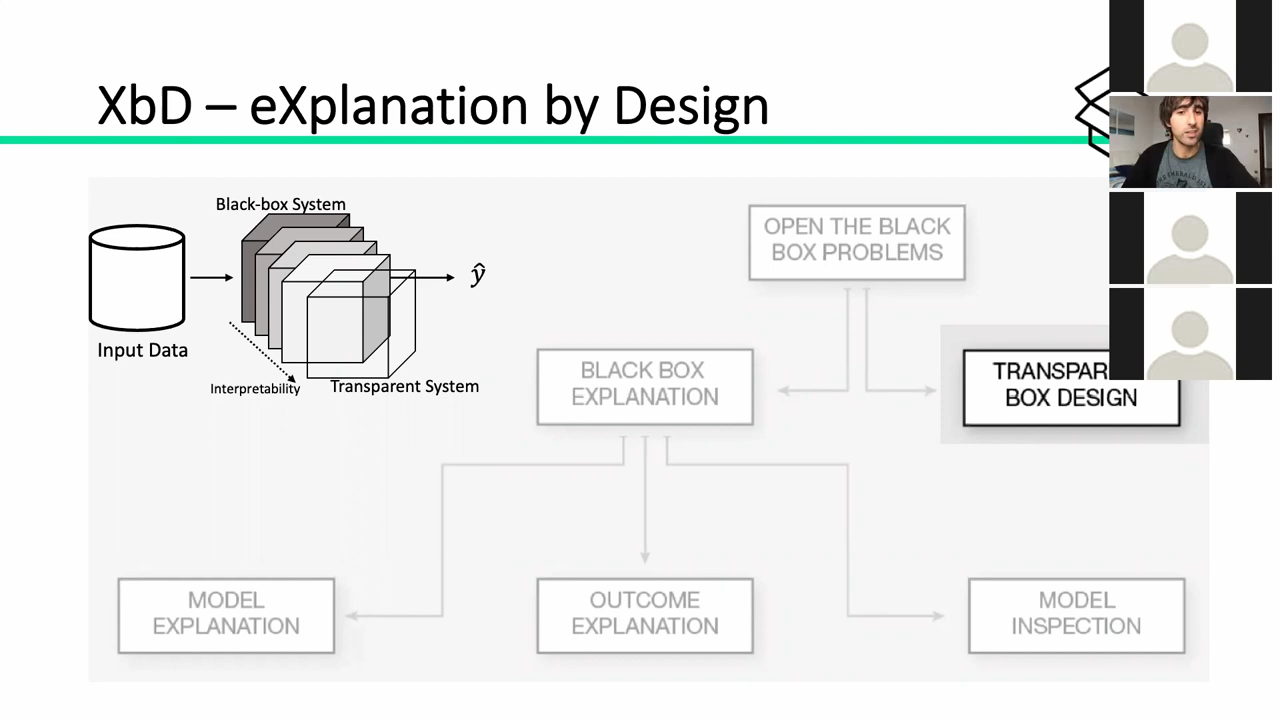 XbD – eXplanation by Design
Black-box System
ŷ
Input Data
Interpretability
Transparent System
OPEN THE BLACK
BOX PROBLEMS
BLACK BOX
EXPLANATION
BOX DESIGN
MODEL
EXPLANATION
OUTCOME
EXPLANATION
MODEL
INSPECTION